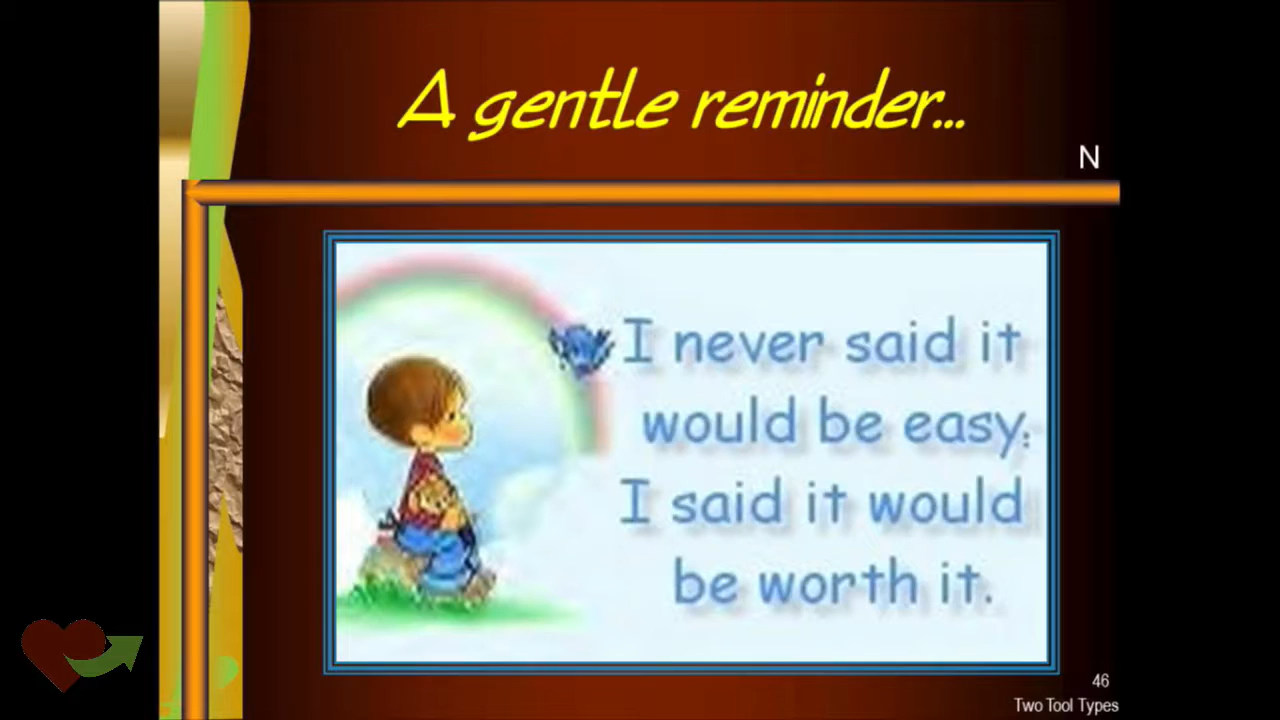 A gentle reminder...
N
I never said it
would be easy;
I said it would
be worth it.
46
Two Tool Types